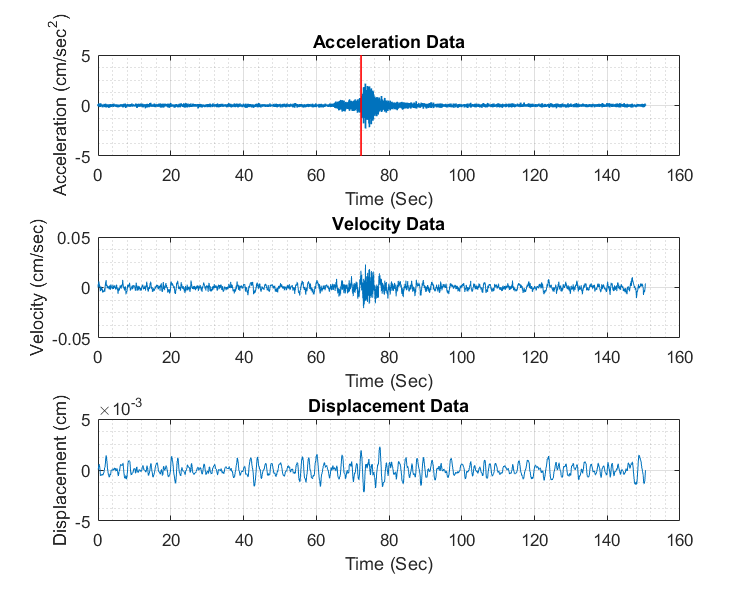 Acceleration Data
Acceleration (cm/sec²)
5
0
-5
0 20 40 60 80 100 120 140 160
Time (Sec)
Velocity Data
Velocity (cm/sec)
0.05
0
-0.05
0 20 40 60 80 100 120 140 160
Time (Sec)
Displacement Data
Displacement (cm)
×10⁻³
5
0
-5
0 20 40 60 80 100 120 140 160
Time (Sec)